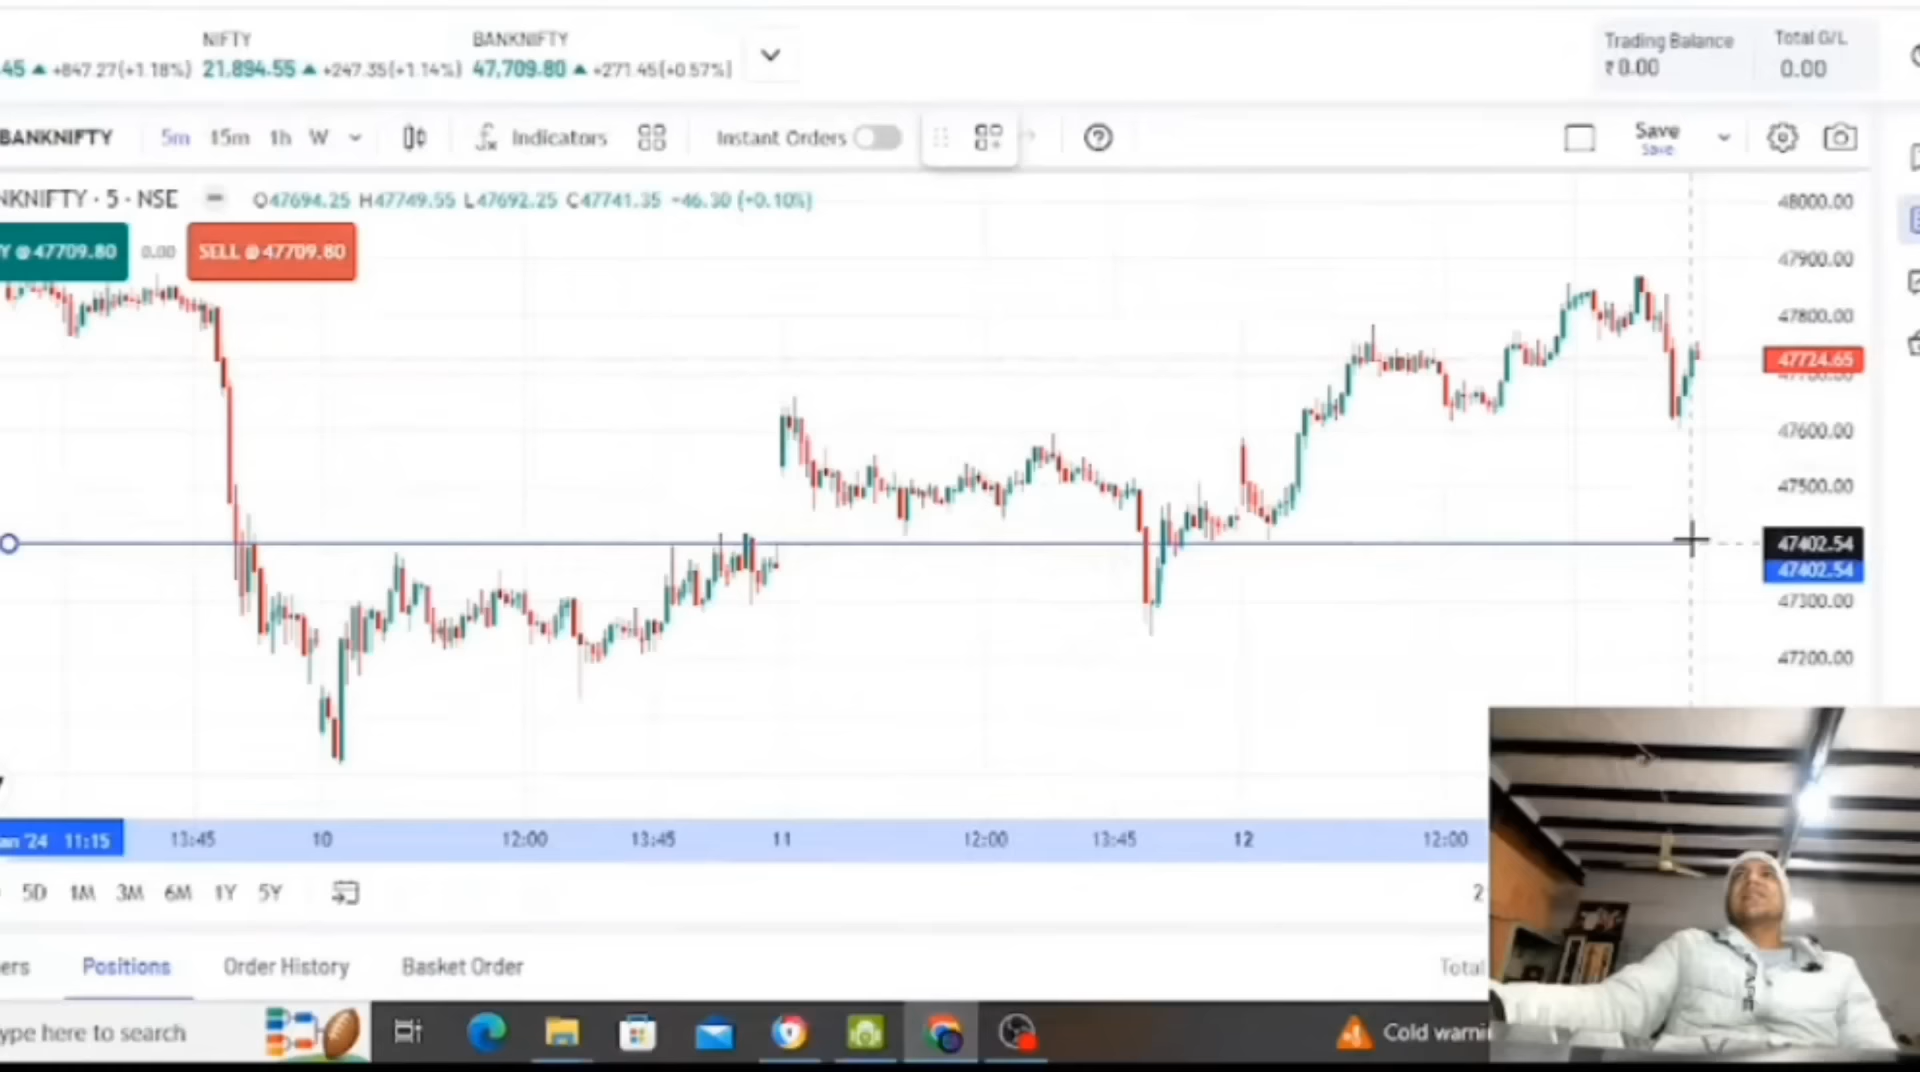 NIFTY BANKNIFTY Trading Balance Total G/L
45 ▲ +847.27(+1.18%) 21,894.55 ▲ +247.35(+1.14%) 47,709.80 ▲ +271.45(+0.57%) ₹0.00 0.00
BANKNIFTY 5m 15m 1h W Indicators Instant Orders Save
Save
NKNIFTY · 5 · NSE O47694.25 H47749.55 L47692.25 C47741.35 +46.30 (+0.10%)
Y @47709.80 0.00 SELL @47709.80
48000.00
47900.00
47800.00
47724.65
47600.00
47500.00
47402.54
47402.54
47300.00
47200.00
an '24 11:15 13:45 10 12:00 13:45 11 12:00 13:45 12 12:00
5D 1M 3M 6M 1Y 5Y 2
ers Positions Order History Basket Order Total
ype here to search Cold warni